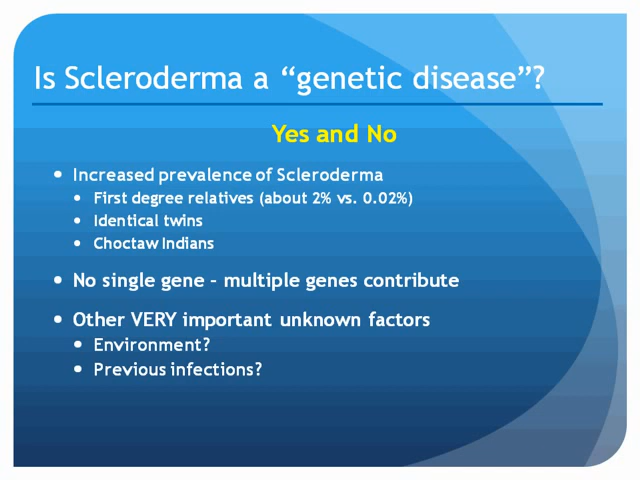 Is Scleroderma a “genetic disease”?
Yes and No
• Increased prevalence of Scleroderma
• First degree relatives (about 2% vs. 0.02%)
• Identical twins
• Choctaw Indians
• No single gene – multiple genes contribute
• Other VERY important unknown factors
• Environment?
• Previous infections?